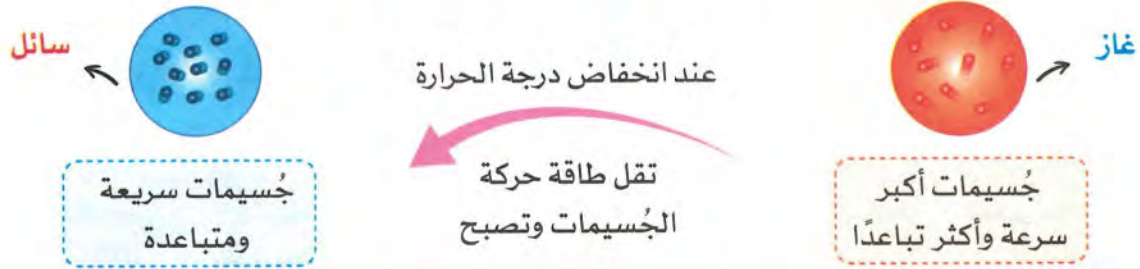 غاز
جُسيمات أكبر
سرعة وأكثر تباعدًا
عند انخفاض درجة الحرارة
تقل طاقة حركة
الجُسيمات وتصبح
سائل
جُسيمات سريعة
ومتباعدة